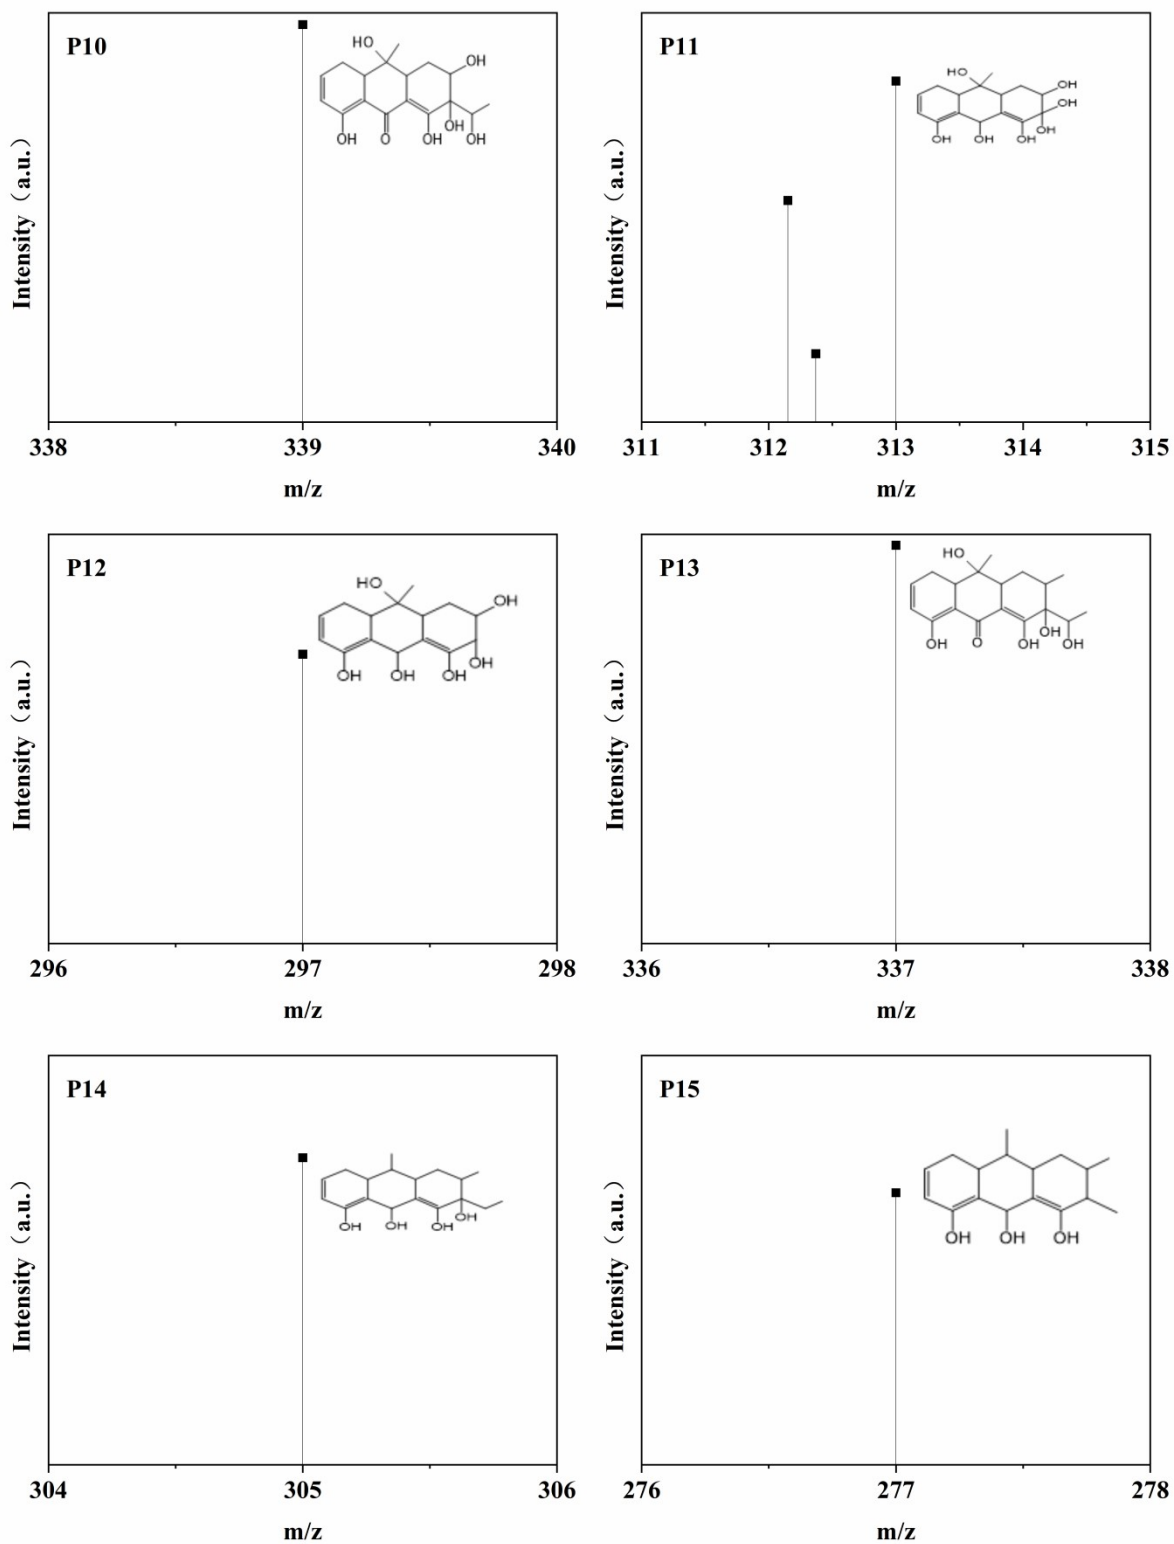 P10
HO
OH
OH
OH
O
OH
OH
Intensity（a.u.）
338
339
340
m/z
P11
HO
OH
OH
OH
OH
OH
OH
Intensity（a.u.）
311
312
313
314
315
m/z
P12
HO
OH
OH
OH
OH
OH
Intensity（a.u.）
296
297
298
m/z
P13
HO
OH
OH
O
OH
OH
Intensity（a.u.）
336
337
338
m/z
P14
OH
OH
OH
OH
Intensity（a.u.）
304
305
306
m/z
P15
OH
OH
OH
Intensity（a.u.）
276
277
278
m/z